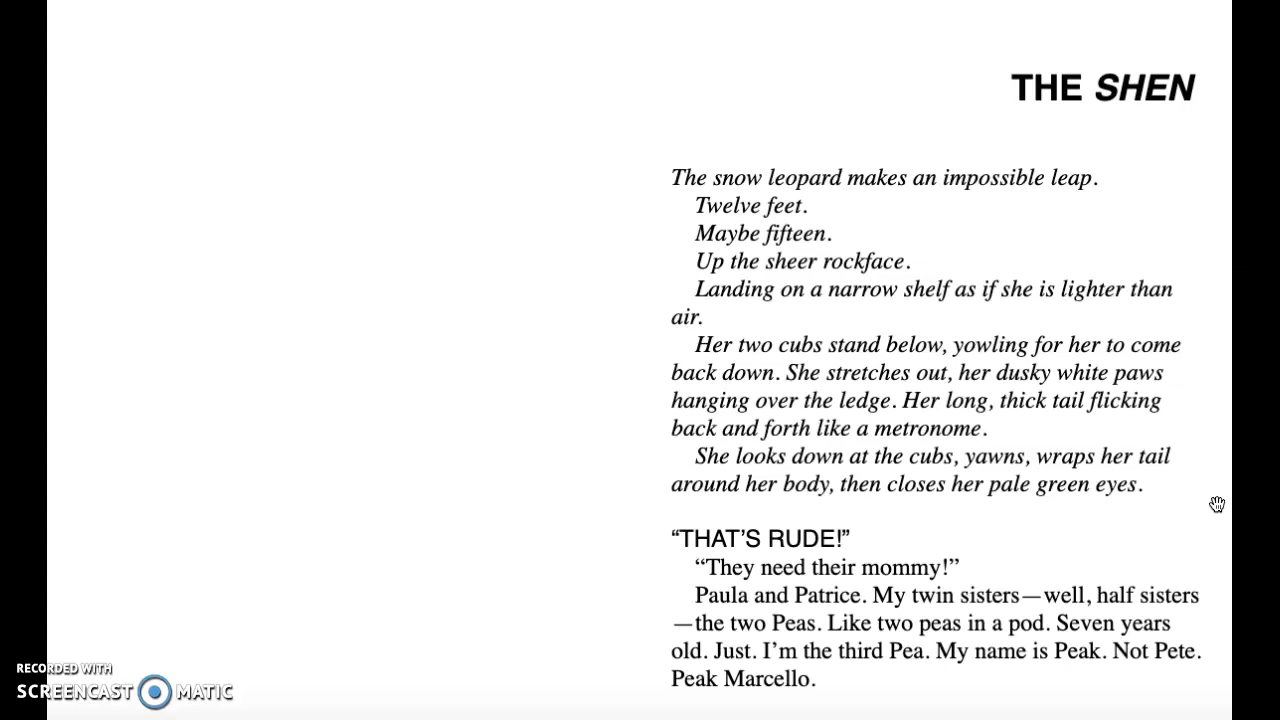 THE SHEN
The snow leopard makes an impossible leap.
Twelve feet.
Maybe fifteen.
Up the sheer rockface.
Landing on a narrow shelf as if she is lighter than
air.
Her two cubs stand below, yowling for her to come
back down. She stretches out, her dusky white paws
hanging over the ledge. Her long, thick tail flicking
back and forth like a metronome.
She looks down at the cubs, yawns, wraps her tail
around her body, then closes her pale green eyes.
“THAT’S RUDE!”
“They need their mommy!”
Paula and Patrice. My twin sisters—well, half sisters
—the two Peas. Like two peas in a pod. Seven years
old. Just. I’m the third Pea. My name is Peak. Not Pete.
Peak Marcello.
RECORDED WITH
SCREENCAST MATIC